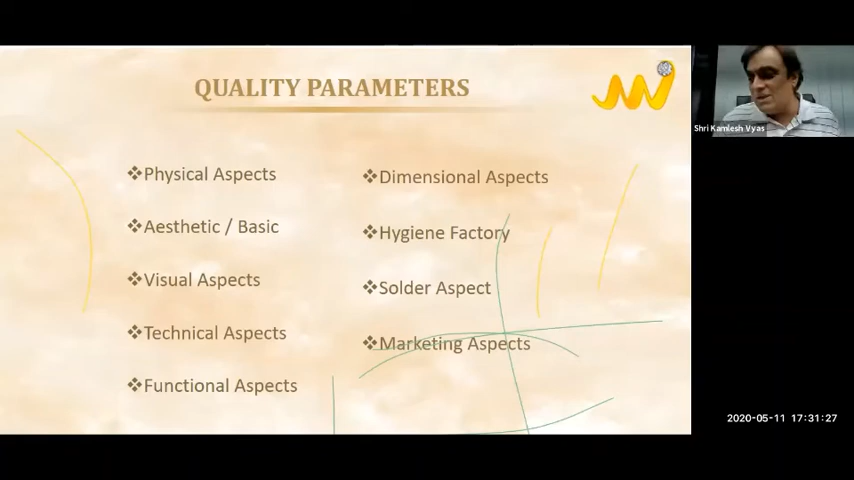 QUALITY PARAMETERS
❖Physical Aspects
❖Aesthetic / Basic
❖Visual Aspects
❖Technical Aspects
❖Functional Aspects
❖Dimensional Aspects
❖Hygiene Factory
❖Solder Aspect
❖Marketing Aspects
Shri Kamlesh Vyas
2020-05-11 17:31:27